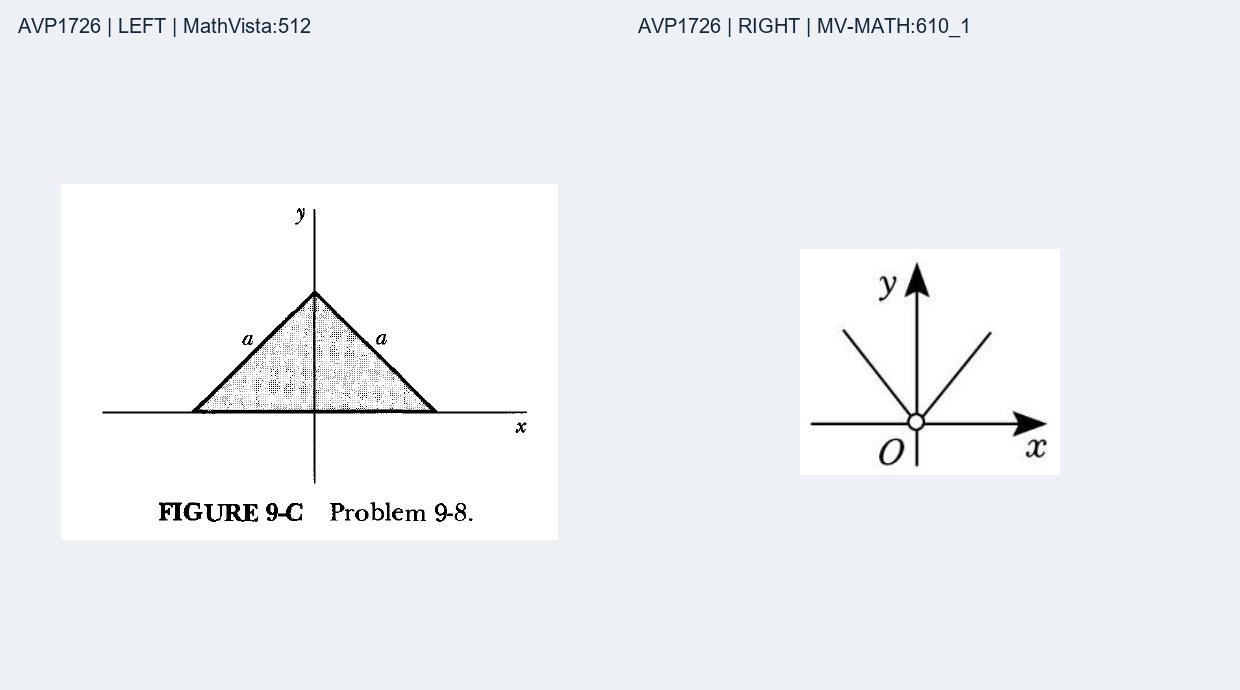 AVP1726 | LEFT | MathVista:512
AVP1726 | RIGHT | MV-MATH:610_1
y
a
a
x
FIGURE 9-C Problem 9-8.
y
O
x